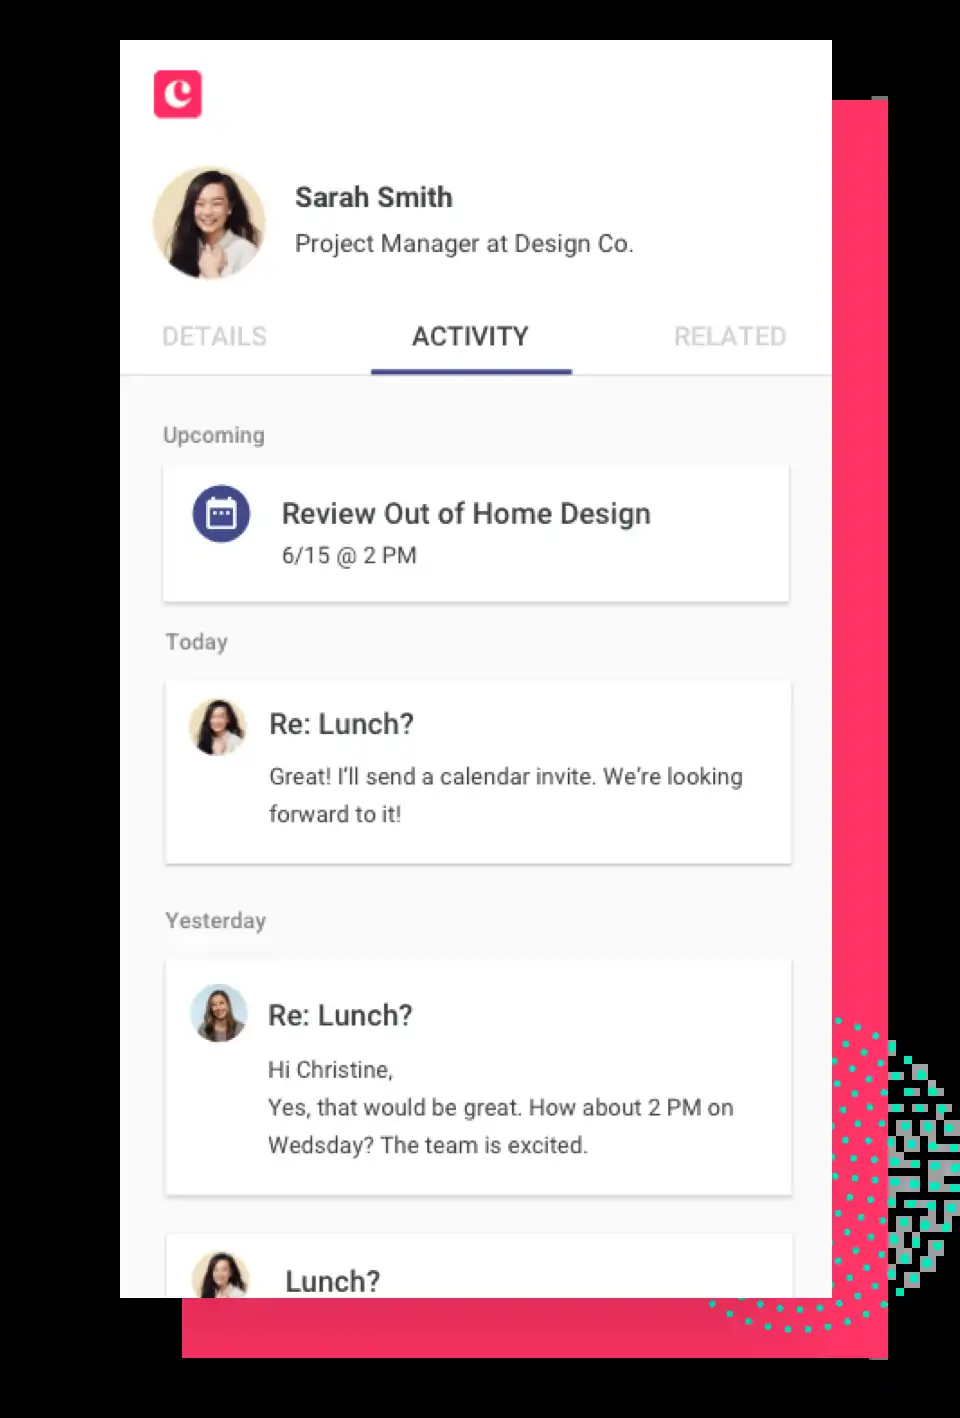 Sarah Smith
Project Manager at Design Co.
DETAILS
ACTIVITY
RELATED
Upcoming
Review Out of Home Design
6/15 @ 2 PM
Today
Re: Lunch?
Great! I'll send a calendar invite. We're looking
forward to it!
Yesterday
Re: Lunch?
Hi Christine,
Yes, that would be great. How about 2 PM on
Wedsday? The team is excited.
Lunch?